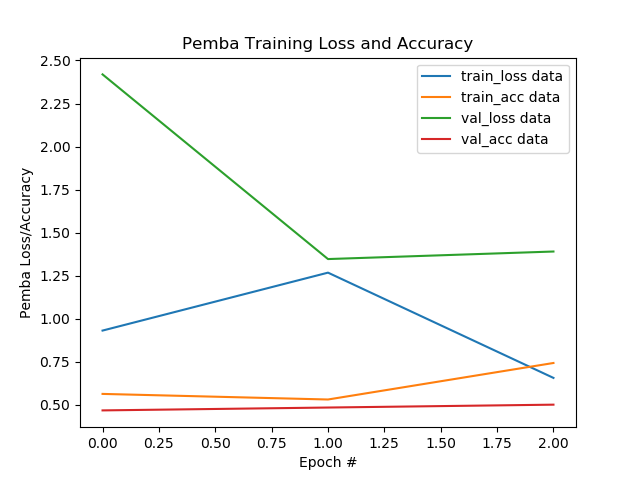 Pemba Training Loss and Accuracy
2.50
2.25
2.00
1.75
1.50
1.25
1.00
0.75
0.50
Pemba Loss/Accuracy
train_loss data
train_acc data
val_loss data
val_acc data
0.00 0.25 0.50 0.75 1.00 1.25 1.50 1.75 2.00
Epoch #